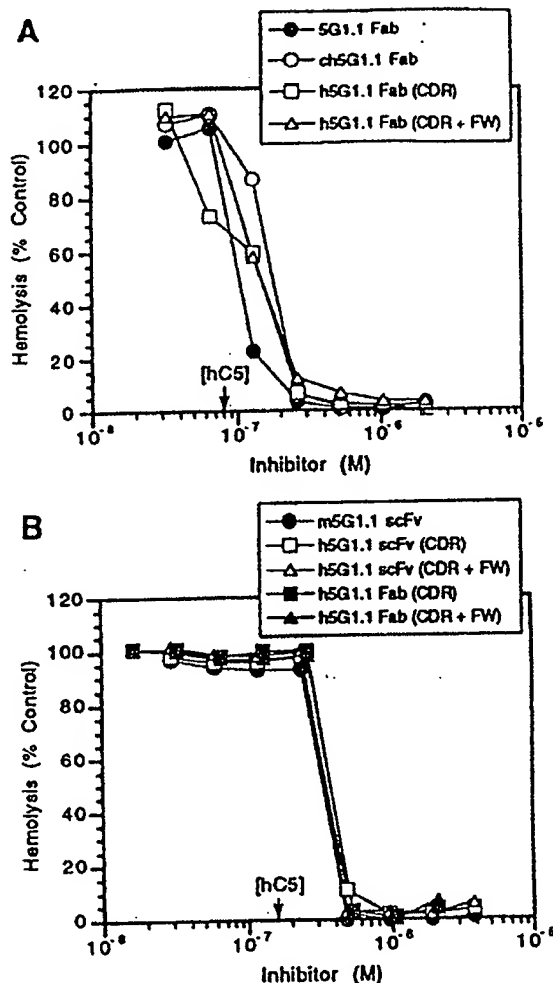 A
5G1.1 Fab
ch5G1.1 Fab
h5G1.1 Fab (CDR)
h5G1.1 Fab (CDR + FW)
120
100
80
60
40
20
0
Hemolysis (% Control)
[hC5]
10-8
10-7
10-6
10-5
Inhibitor (M)
B
m5G1.1 scFv
h5G1.1 scFv (CDR)
h5G1.1 scFv (CDR + FW)
h5G1.1 Fab (CDR)
h5G1.1 Fab (CDR + FW)
120
100
80
60
40
20
0
Hemolysis (% Control)
[hC5]
10-8
10-7
10-6
10-5
Inhibitor (M)